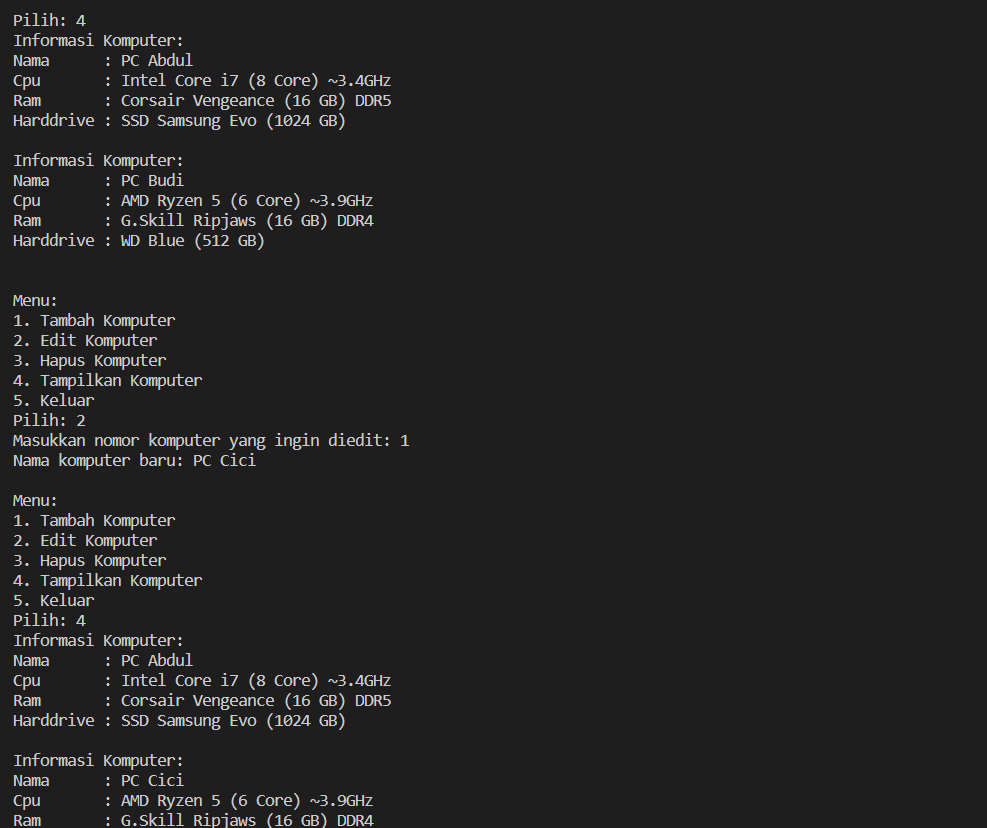 Pilih: 4
Informasi Komputer:
Nama      : PC Abdul
Cpu       : Intel Core i7 (8 Core) ~3.4GHz
Ram       : Corsair Vengeance (16 GB) DDR5
Harddrive : SSD Samsung Evo (1024 GB)

Informasi Komputer:
Nama      : PC Budi
Cpu       : AMD Ryzen 5 (6 Core) ~3.9GHz
Ram       : G.Skill Ripjaws (16 GB) DDR4
Harddrive : WD Blue (512 GB)


Menu:
1. Tambah Komputer
2. Edit Komputer
3. Hapus Komputer
4. Tampilkan Komputer
5. Keluar
Pilih: 2
Masukkan nomor komputer yang ingin diedit: 1
Nama komputer baru: PC Cici

Menu:
1. Tambah Komputer
2. Edit Komputer
3. Hapus Komputer
4. Tampilkan Komputer
5. Keluar
Pilih: 4
Informasi Komputer:
Nama      : PC Abdul
Cpu       : Intel Core i7 (8 Core) ~3.4GHz
Ram       : Corsair Vengeance (16 GB) DDR5
Harddrive : SSD Samsung Evo (1024 GB)

Informasi Komputer:
Nama      : PC Cici
Cpu       : AMD Ryzen 5 (6 Core) ~3.9GHz
Ram       : G.Skill Ripjaws (16 GB) DDR4